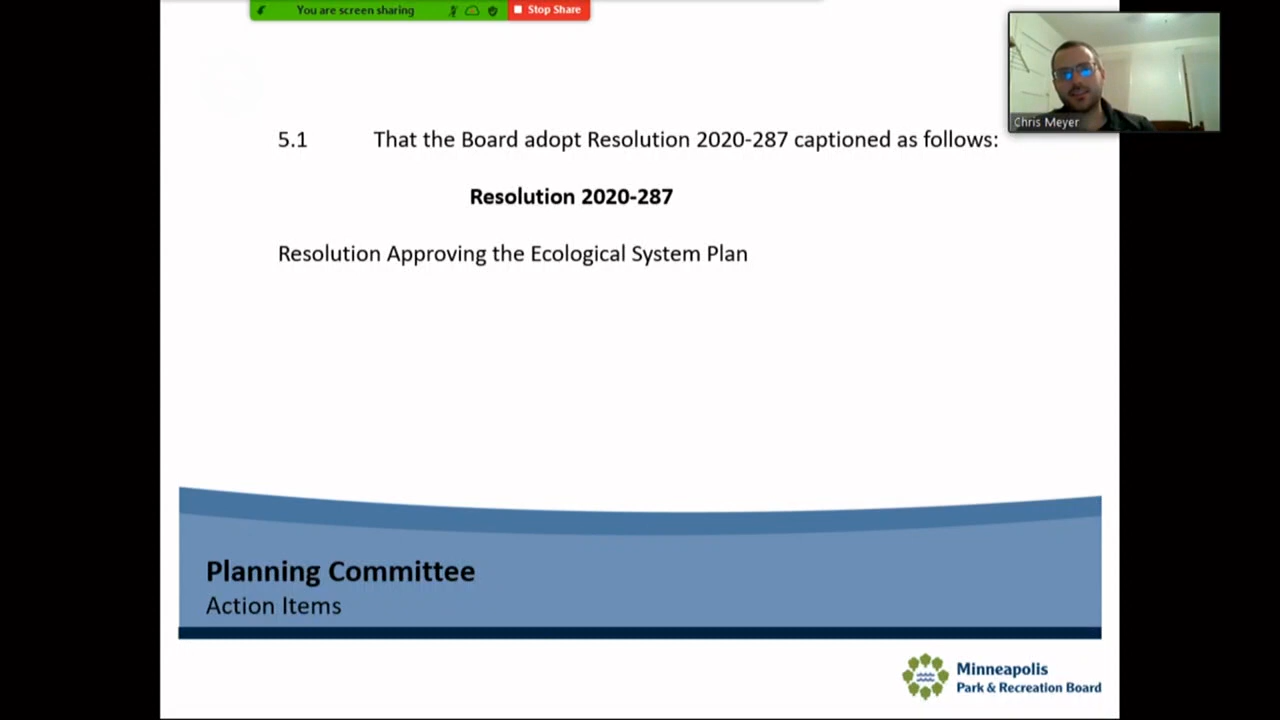 You are screen sharing
Stop Share
Chris Meyer
5.1 That the Board adopt Resolution 2020-287 captioned as follows:
Resolution 2020-287
Resolution Approving the Ecological System Plan
Planning Committee
Action Items
Minneapolis
Park & Recreation Board